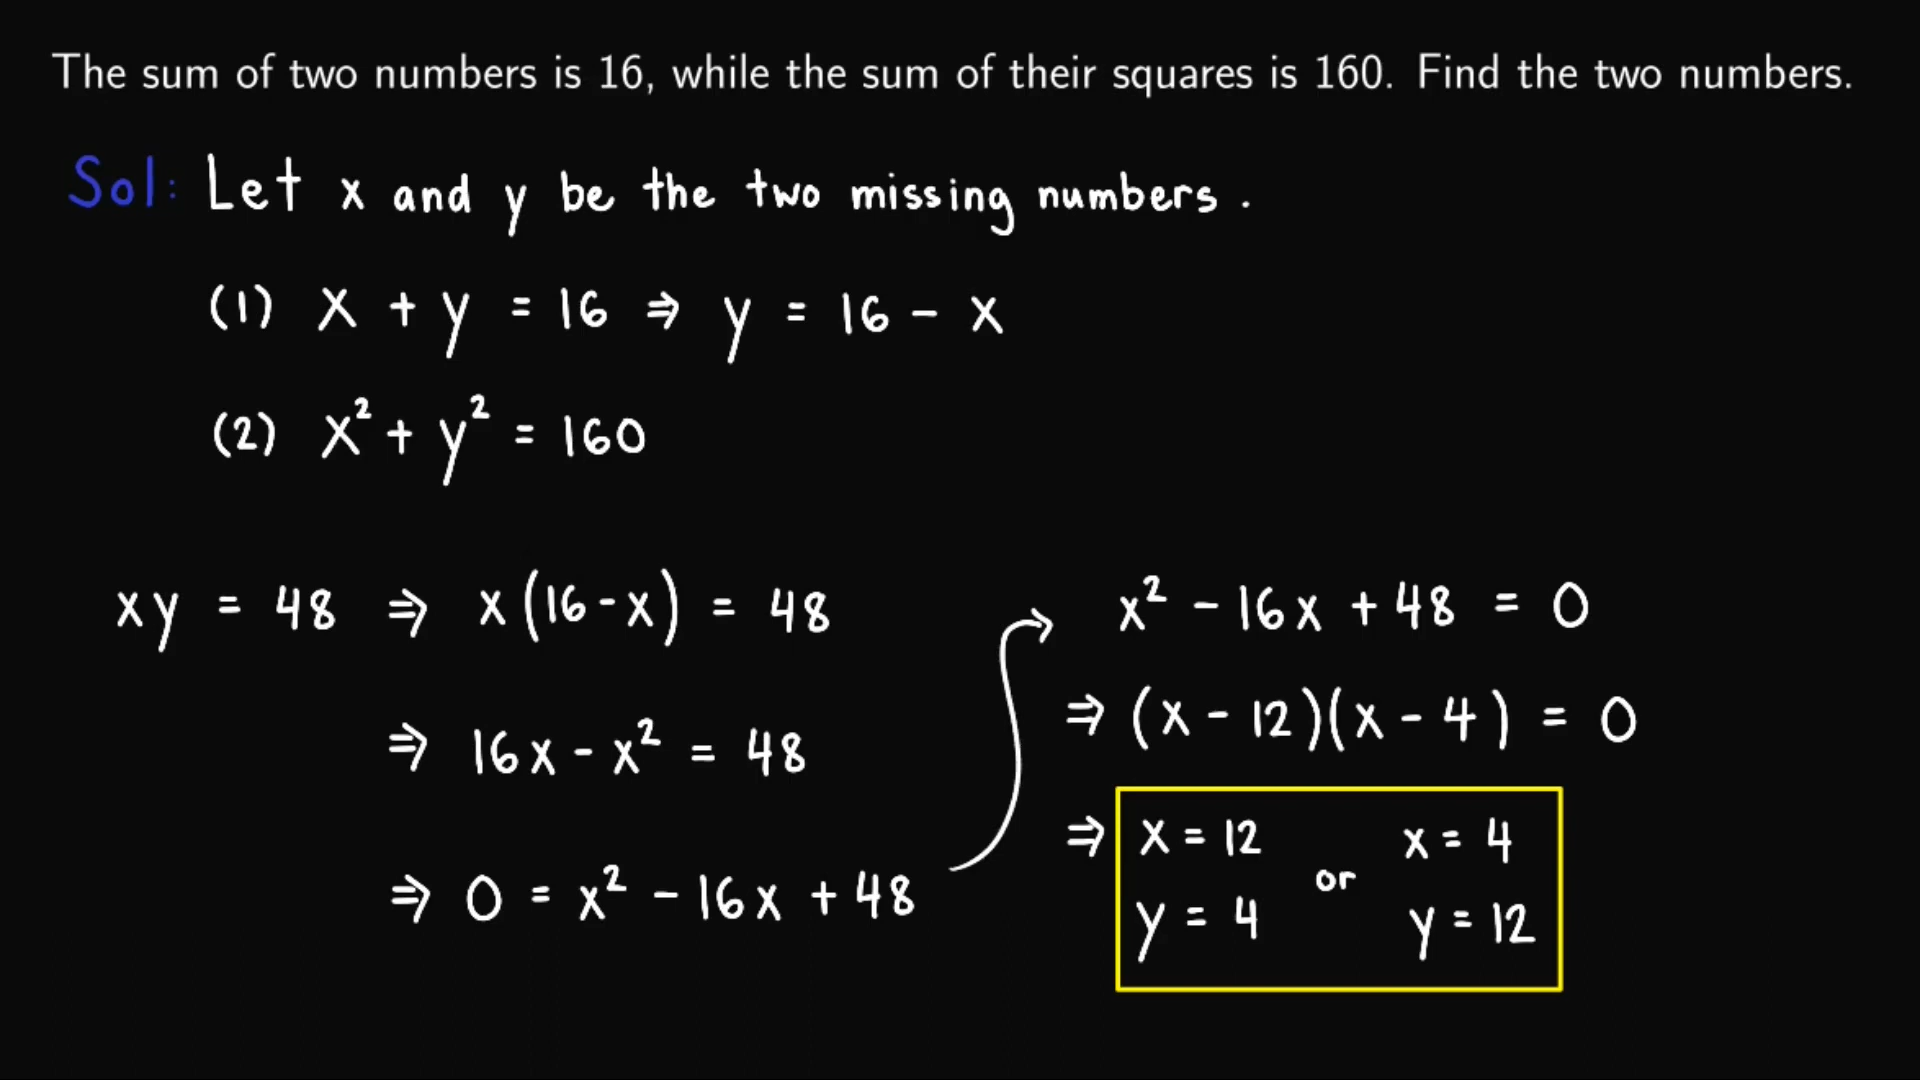 The sum of two numbers is 16, while the sum of their squares is 160. Find the two numbers.
Sol: Let x and y be the two missing numbers.
(1) x + y = 16 ⇒ y = 16 - x
(2) x² + y² = 160
xy = 48 ⇒ x(16-x) = 48
⇒ 16x - x² = 48
⇒ 0 = x² - 16x + 48
x² - 16x + 48 = 0
⇒ (x - 12)(x - 4) = 0
⇒ x = 12 or x = 4
y = 4 y = 12